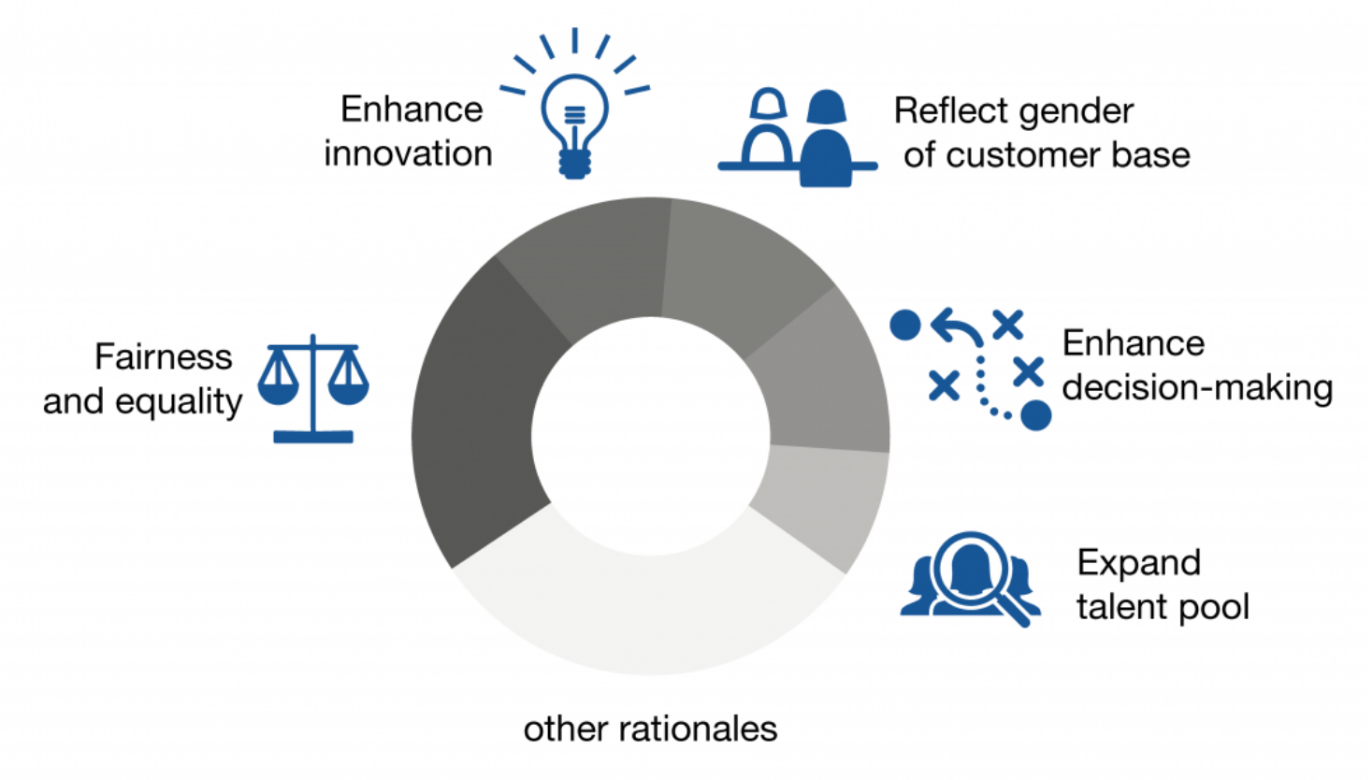 Enhance
innovation
Reflect gender
of customer base
Fairness
and equality
Enhance
decision-making
Expand
talent pool
other rationales